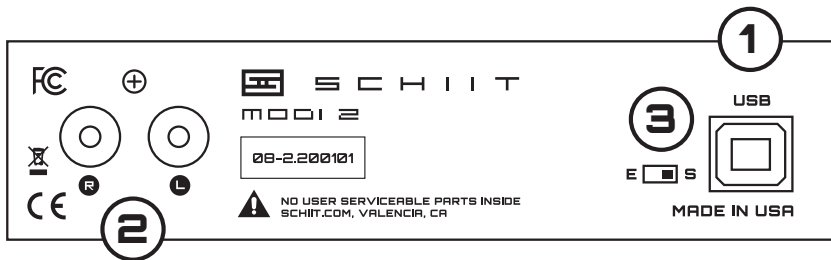 1
FC
SCHIIT
USB
MODI 2
3
08-2.200101
E S
R L
NO USER SERVICEABLE PARTS INSIDE
SCHIIT.COM, VALENCIA, CA
CE
MADE IN USA
2